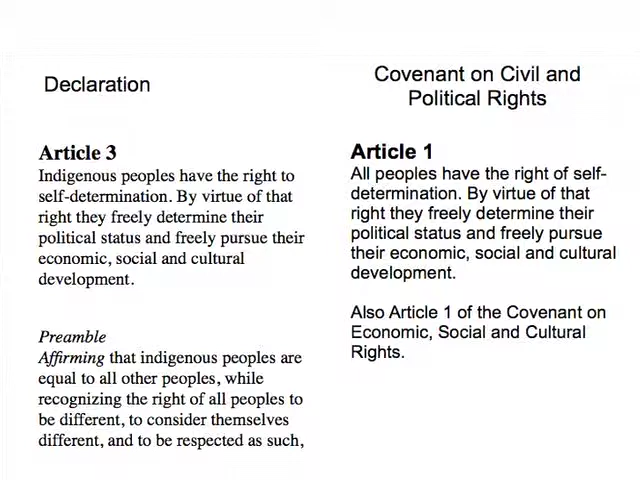 Declaration
Article 3
Indigenous peoples have the right to
self-determination. By virtue of that
right they freely determine their
political status and freely pursue their
economic, social and cultural
development.
Preamble
Affirming that indigenous peoples are
equal to all other peoples, while
recognizing the right of all peoples to
be different, to consider themselves
different, and to be respected as such,
Covenant on Civil and
Political Rights
Article 1
All peoples have the right of self-
determination. By virtue of that
right they freely determine their
political status and freely pursue
their economic, social and cultural
development.
Also Article 1 of the Covenant on
Economic, Social and Cultural
Rights.